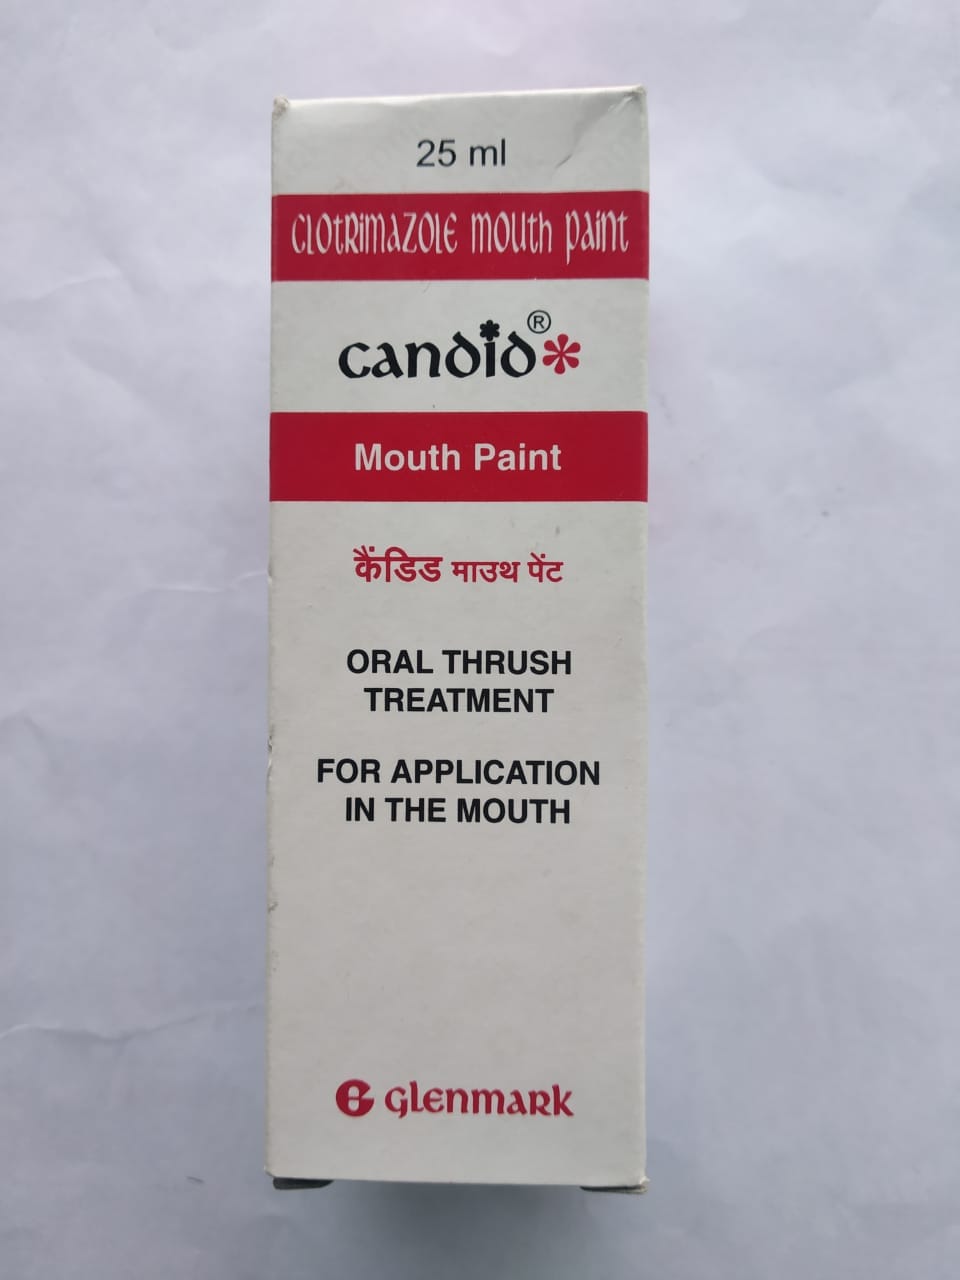 25 ml
CLOTRIMAZOLE MOUTH PAINT
candid®
Mouth Paint
कैंडिड माउथ पेंट
ORAL THRUSH
TREATMENT
FOR APPLICATION
IN THE MOUTH
GLENMARK